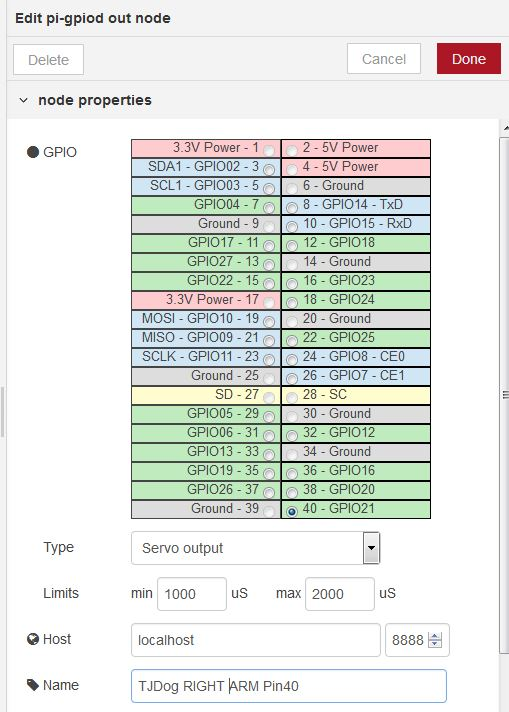 Edit pi-gpiod out node
Delete Cancel Done
node properties
GPIO
3.3V Power - 1 2 - 5V Power
SDA1 - GPIO02 - 3 4 - 5V Power
SCL1 - GPIO03 - 5 6 - Ground
GPIO04 - 7 8 - GPIO14 - TxD
Ground - 9 10 - GPIO15 - RxD
GPIO17 - 11 12 - GPIO18
GPIO27 - 13 14 - Ground
GPIO22 - 15 16 - GPIO23
3.3V Power - 17 18 - GPIO24
MOSI - GPIO10 - 19 20 - Ground
MISO - GPIO09 - 21 22 - GPIO25
SCLK - GPIO11 - 23 24 - GPIO8 - CE0
Ground - 25 26 - GPIO7 - CE1
SD - 27 28 - SC
GPIO05 - 29 30 - Ground
GPIO06 - 31 32 - GPIO12
GPIO13 - 33 34 - Ground
GPIO19 - 35 36 - GPIO16
GPIO26 - 37 38 - GPIO20
Ground - 39 40 - GPIO21
Type Servo output
Limits min 1000 uS max 2000 uS
Host localhost 8888
Name TJDog RIGHT ARM Pin40